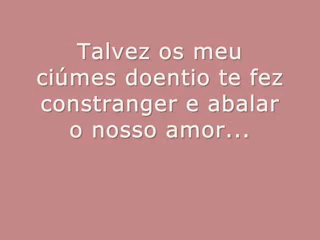 Talvez os meu
ciúmes doentio te fez
constranger e abalar
o nosso amor...